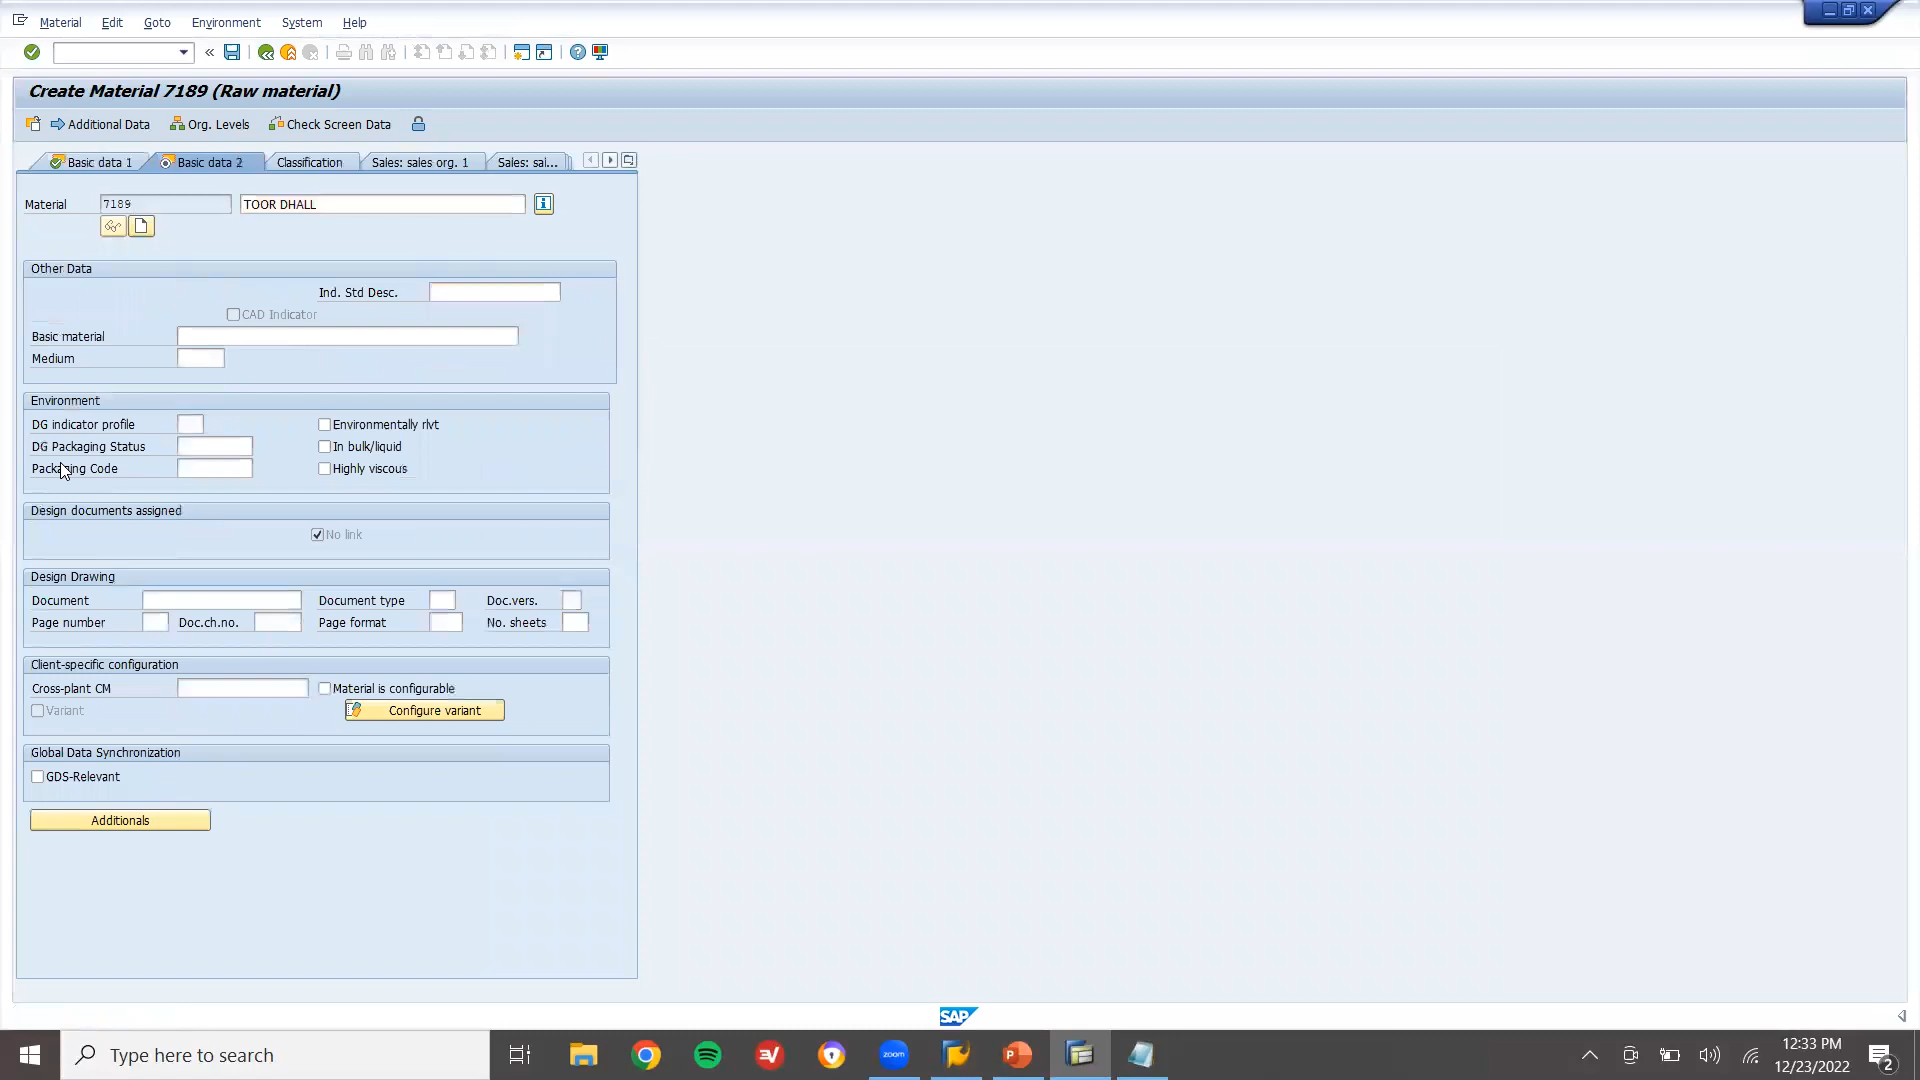 Material Edit Goto Environment System Help
Create Material 7189 (Raw material)
Additional Data Org. Levels Check Screen Data
Basic data 1 Basic data 2 Classification Sales: sales org. 1 Sales: sal...
Material 7189 TOOR DHALL
Other Data
Ind. Std Desc.
CAD Indicator
Basic material
Medium
Environment
DG indicator profile Environmentally rlvt
DG Packaging Status In bulk/liquid
Packaging Code Highly viscous
Design documents assigned
No link
Design Drawing
Document Document type Doc.vers.
Page number Doc.ch.no. Page format No. sheets
Client-specific configuration
Cross-plant CM Material is configurable
Variant Configure variant
Global Data Synchronization
GDS-Relevant
Additionals
SAP
Type here to search zoom 12:33 PM
12/23/2022 2